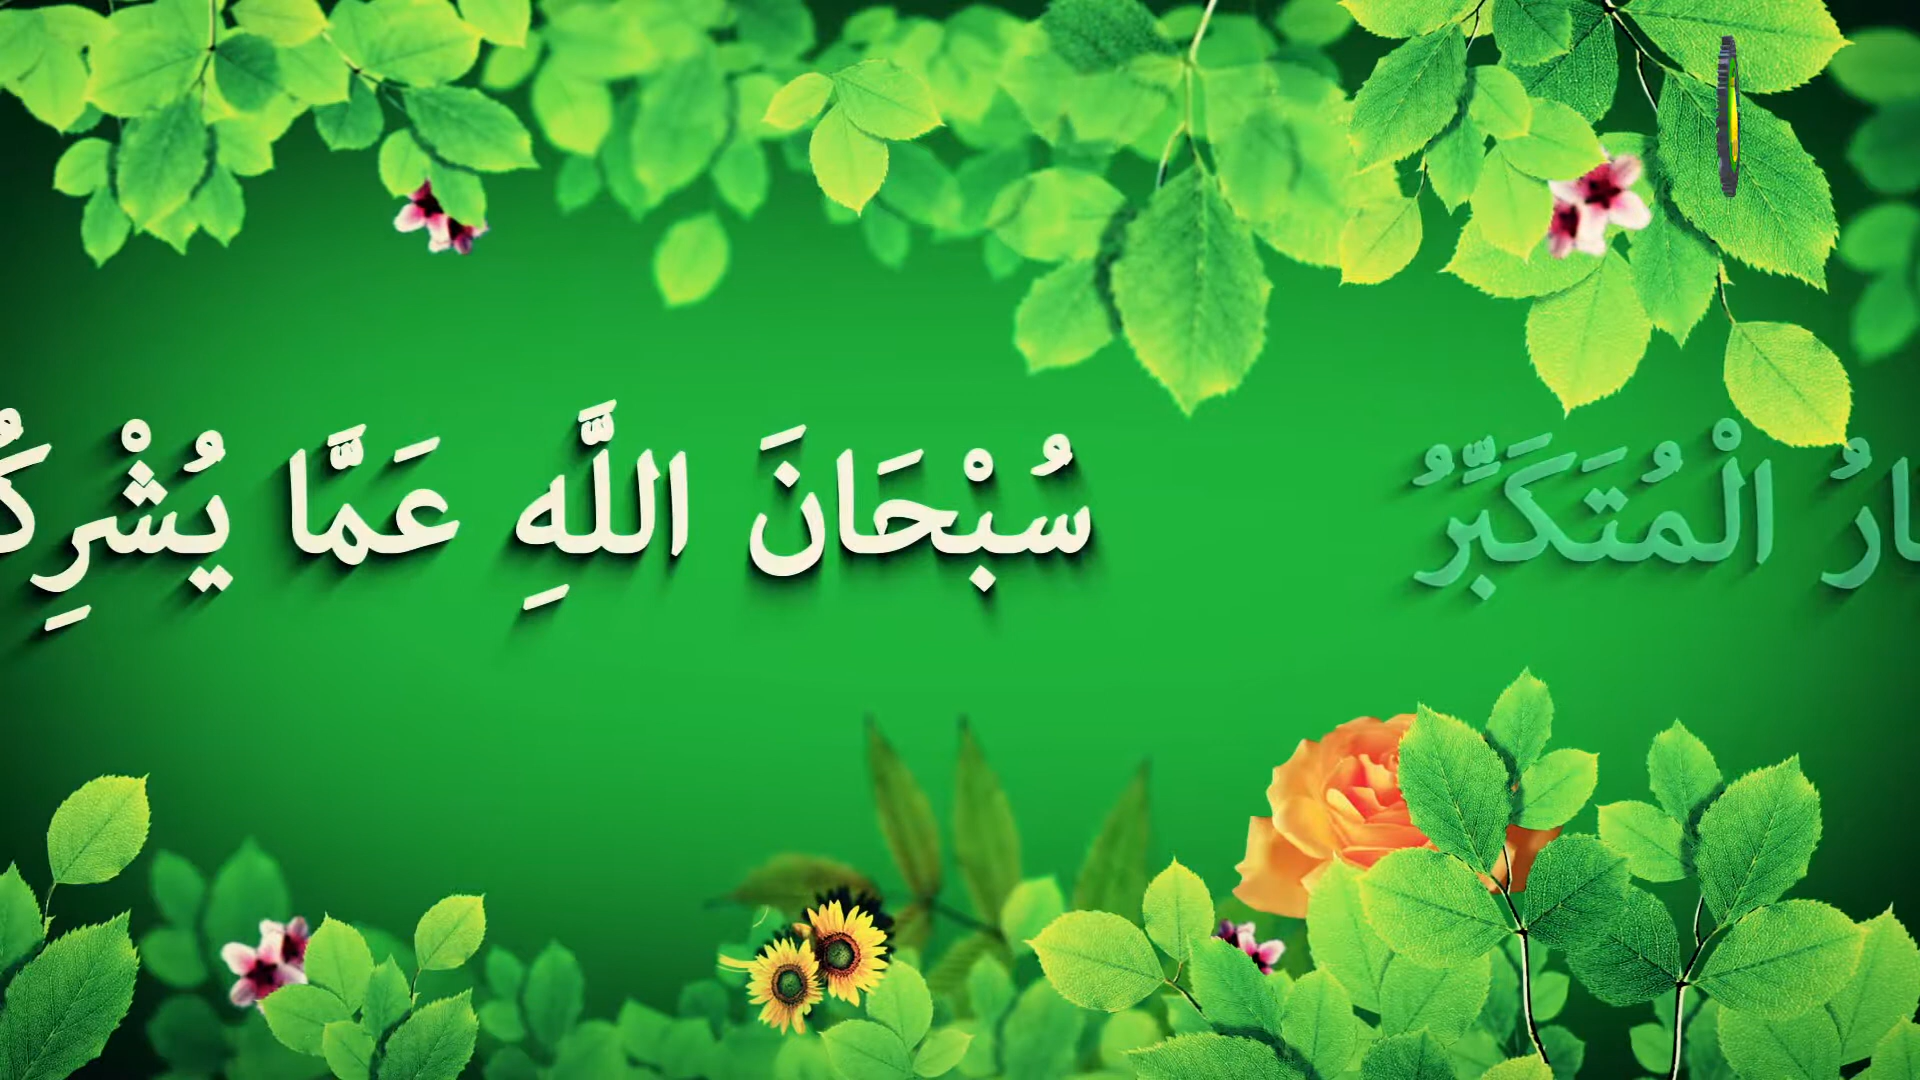 الْمُتَكَبِّرُ سُبْحَانَ اللَّهِ عَمَّا